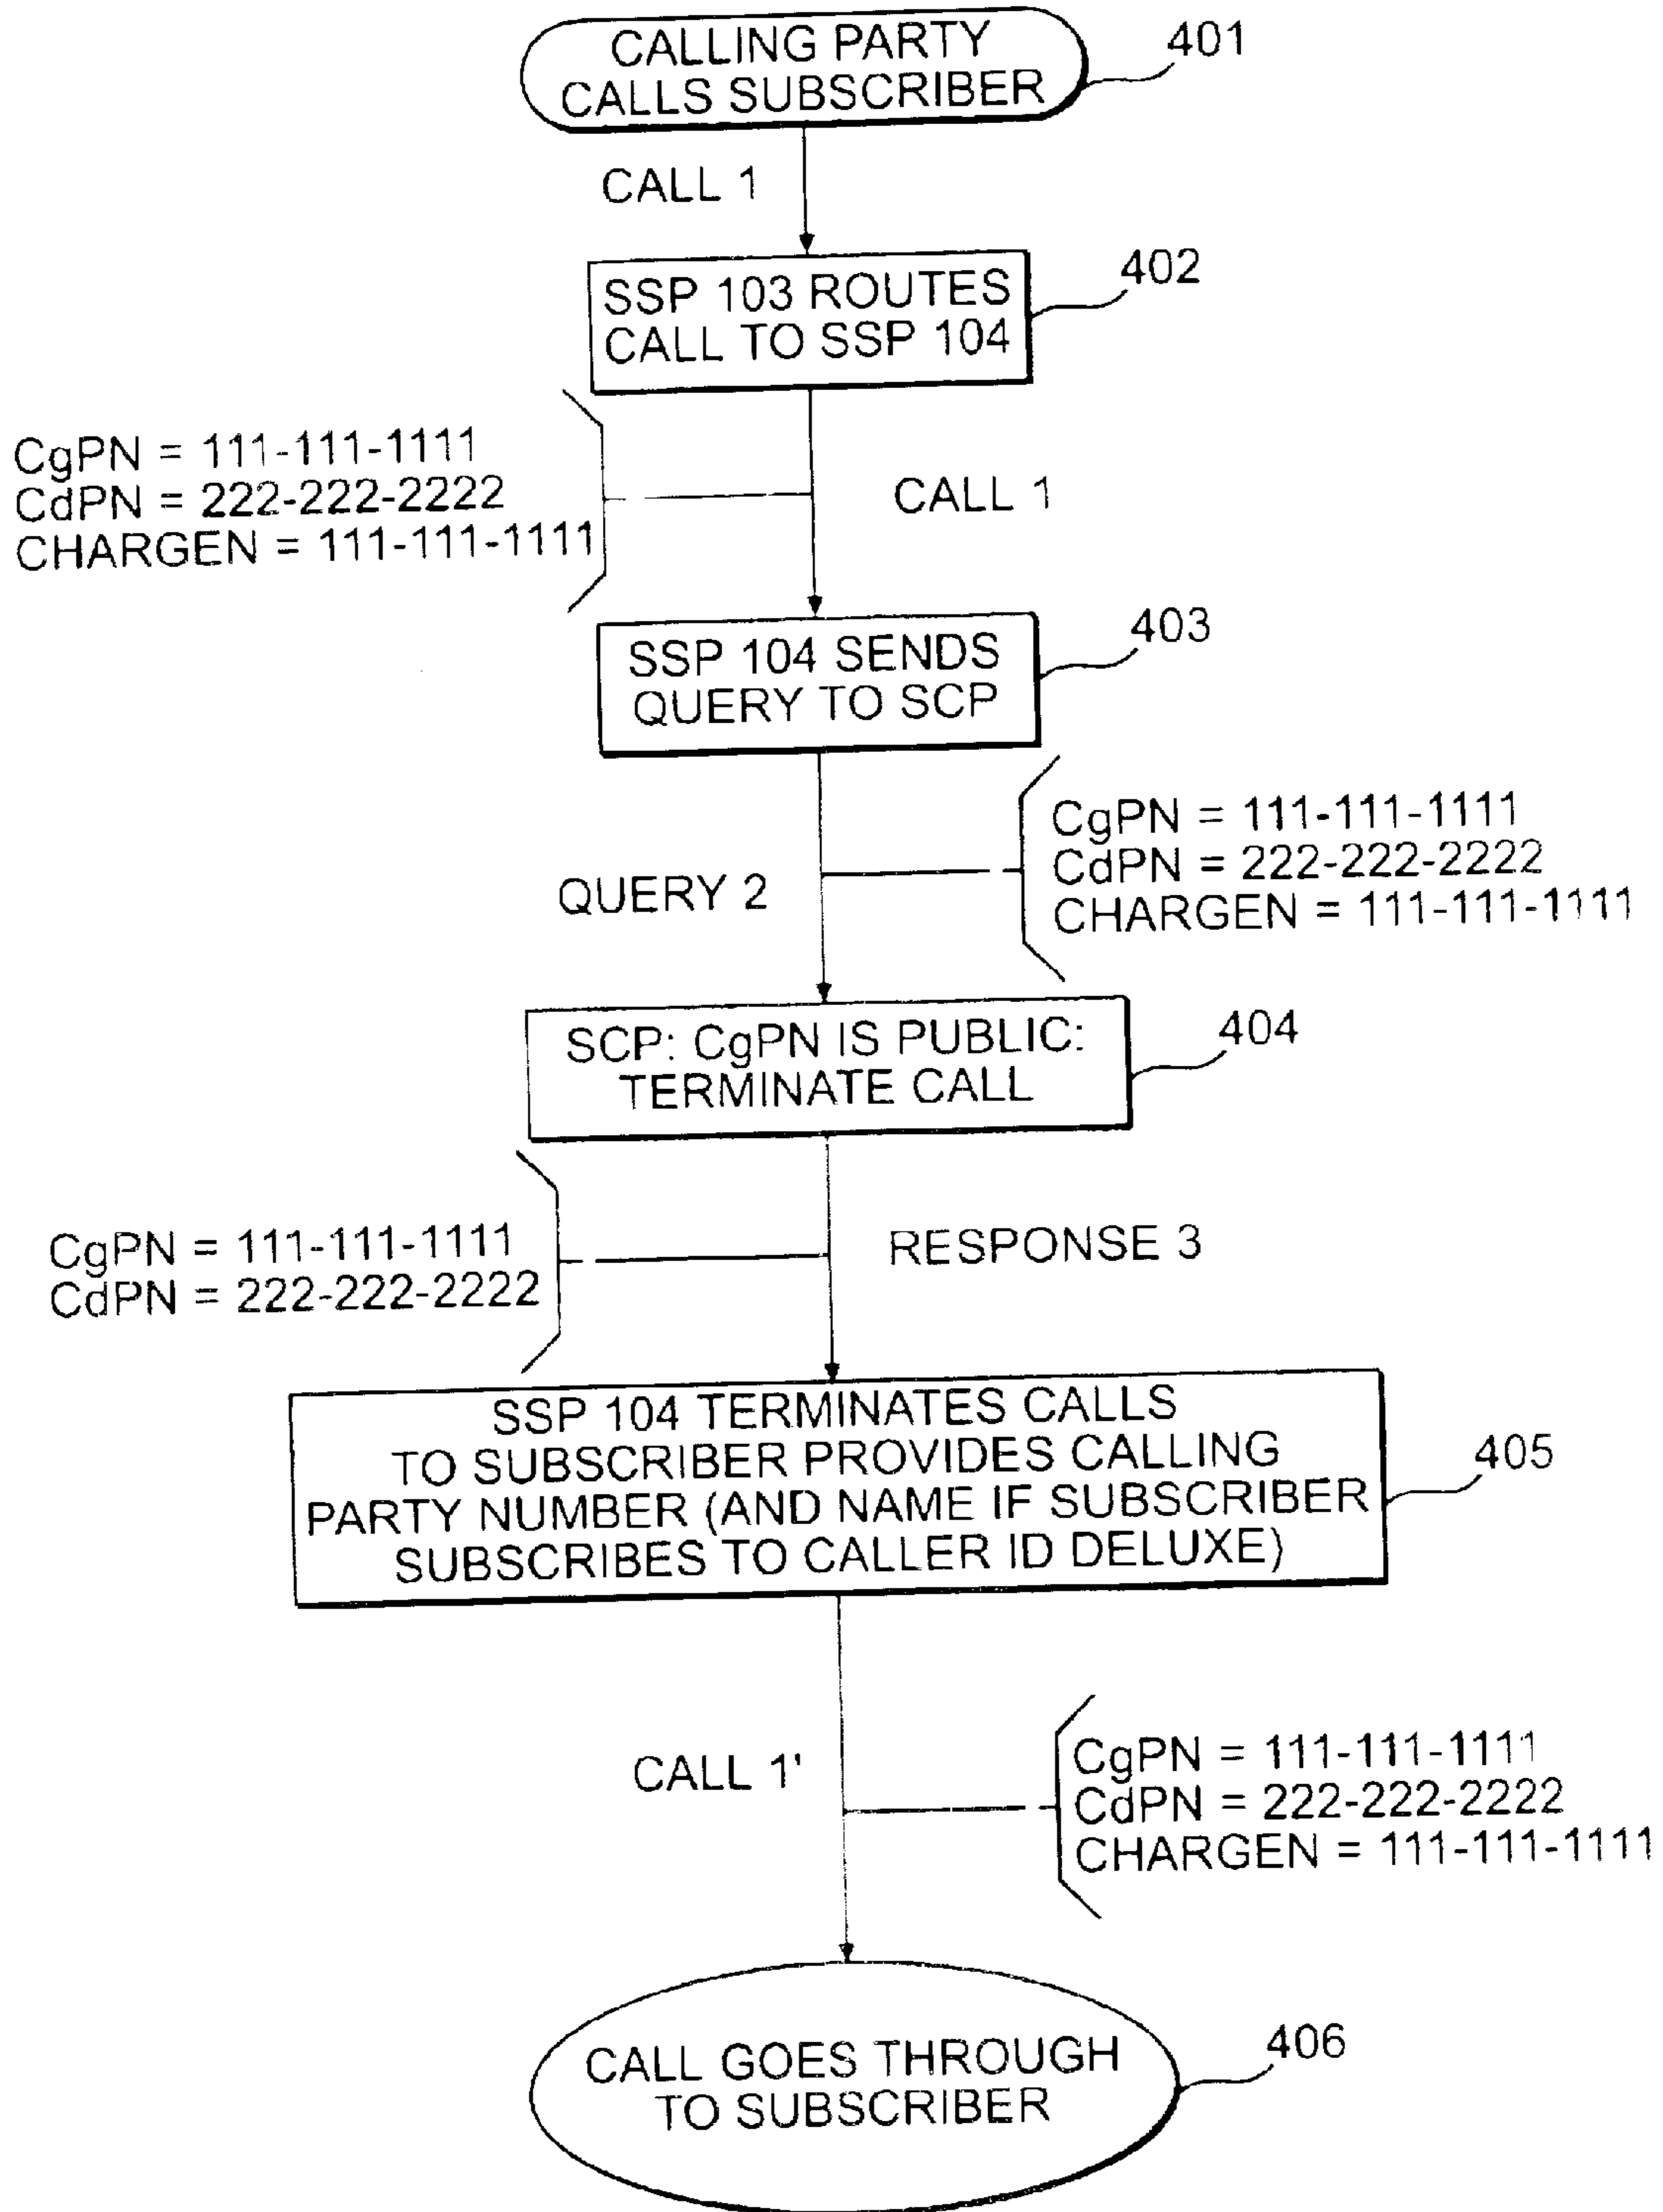 CALLING PARTY
CALLS SUBSCRIBER
401
CALL 1
SSP 103 ROUTES
CALL TO SSP 104
402
CgPN = 111-111-1111
CdPN = 222-222-2222
CHARGEN = 111-111-1111
CALL 1
SSP 104 SENDS
QUERY TO SCP
403
QUERY 2
CgPN = 111-111-1111
CdPN = 222-222-2222
CHARGEN = 111-111-1111
SCP: CgPN IS PUBLIC:
TERMINATE CALL
404
CgPN = 111-111-1111
CdPN = 222-222-2222
RESPONSE 3
SSP 104 TERMINATES CALLS
TO SUBSCRIBER PROVIDES CALLING
PARTY NUMBER (AND NAME IF SUBSCRIBER
SUBSCRIBES TO CALLER ID DELUXE)
405
CALL 1'
CgPN = 111-111-1111
CdPN = 222-222-2222
CHARGEN = 111-111-1111
CALL GOES THROUGH
TO SUBSCRIBER
406